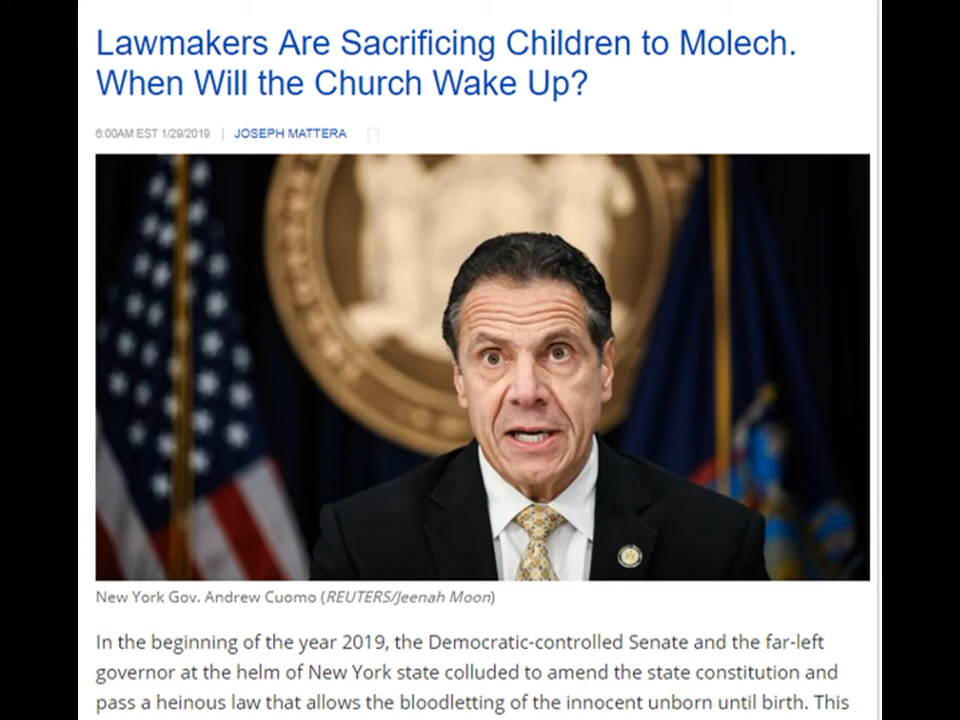 Lawmakers Are Sacrificing Children to Molech.
When Will the Church Wake Up?
6:00AM EST 1/29/2019 | JOSEPH MATTERA
New York Gov. Andrew Cuomo (REUTERS/Jeenah Moon)
In the beginning of the year 2019, the Democratic-controlled Senate and the far-left
governor at the helm of New York state colluded to amend the state constitution and
pass a heinous law that allows the bloodletting of the innocent unborn until birth. This